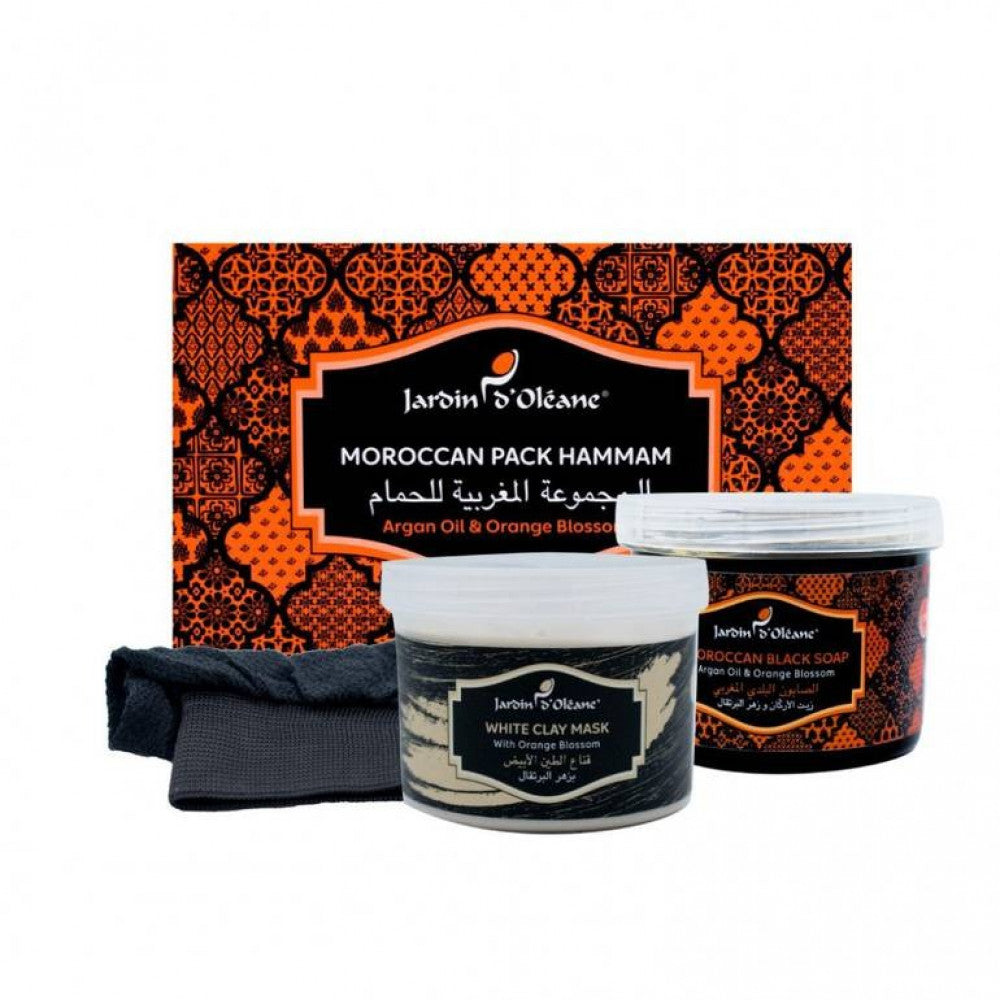 Jardin d'Oléane®
MOROCCAN PACK HAMMAM
المجموعة المغربية للحمام
Argan Oil & Orange Blossom
Jardin d'Oléane®
WHITE CLAY MASK
With Orange Blossom
قناع الطين الأبيض
بزهر البرتقال
Jardin d'Oléane®
MOROCCAN BLACK SOAP
Argan Oil & Orange Blossom
الصابون البلدي المغربي
زيت الاركان و زهر البرتقال